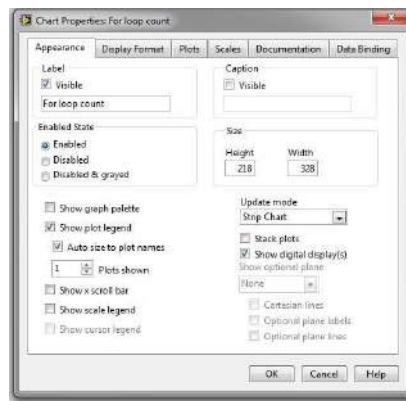 Chart Properties: For loop count
Appearance Display Format Plots Scales Documentation Data Binding
Label
Visible
For loop count
Caption
Visible
Enabled State
Enabled
Disabled
Disabled & grayed
Size
Height Width
218 328
Show graph palette
Show plot legend
Auto size to plot names
1 Plots shown
Show x scroll bar
Show scale legend
Show cursor legend
Update mode
Strip Chart
Stack plots
Show digital display(s)
Show optional plane
None
Cartesian lines
Optional plane labels
Optional plane lines
OK Cancel Help